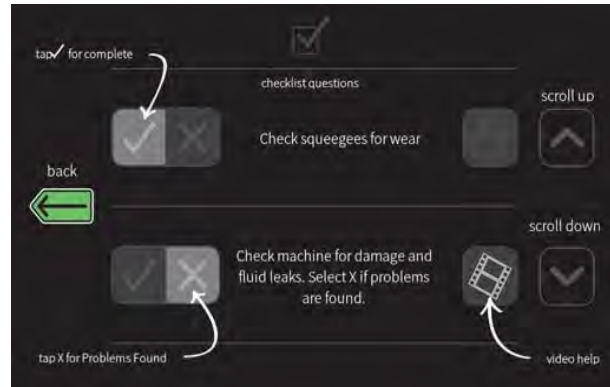 tap✓ for complete
checklist questions
scroll up
Check squeegees for wear
back
scroll down
Check machine for damage and
fluid leaks. Select X if problems
are found.
tap X for Problems Found
video help